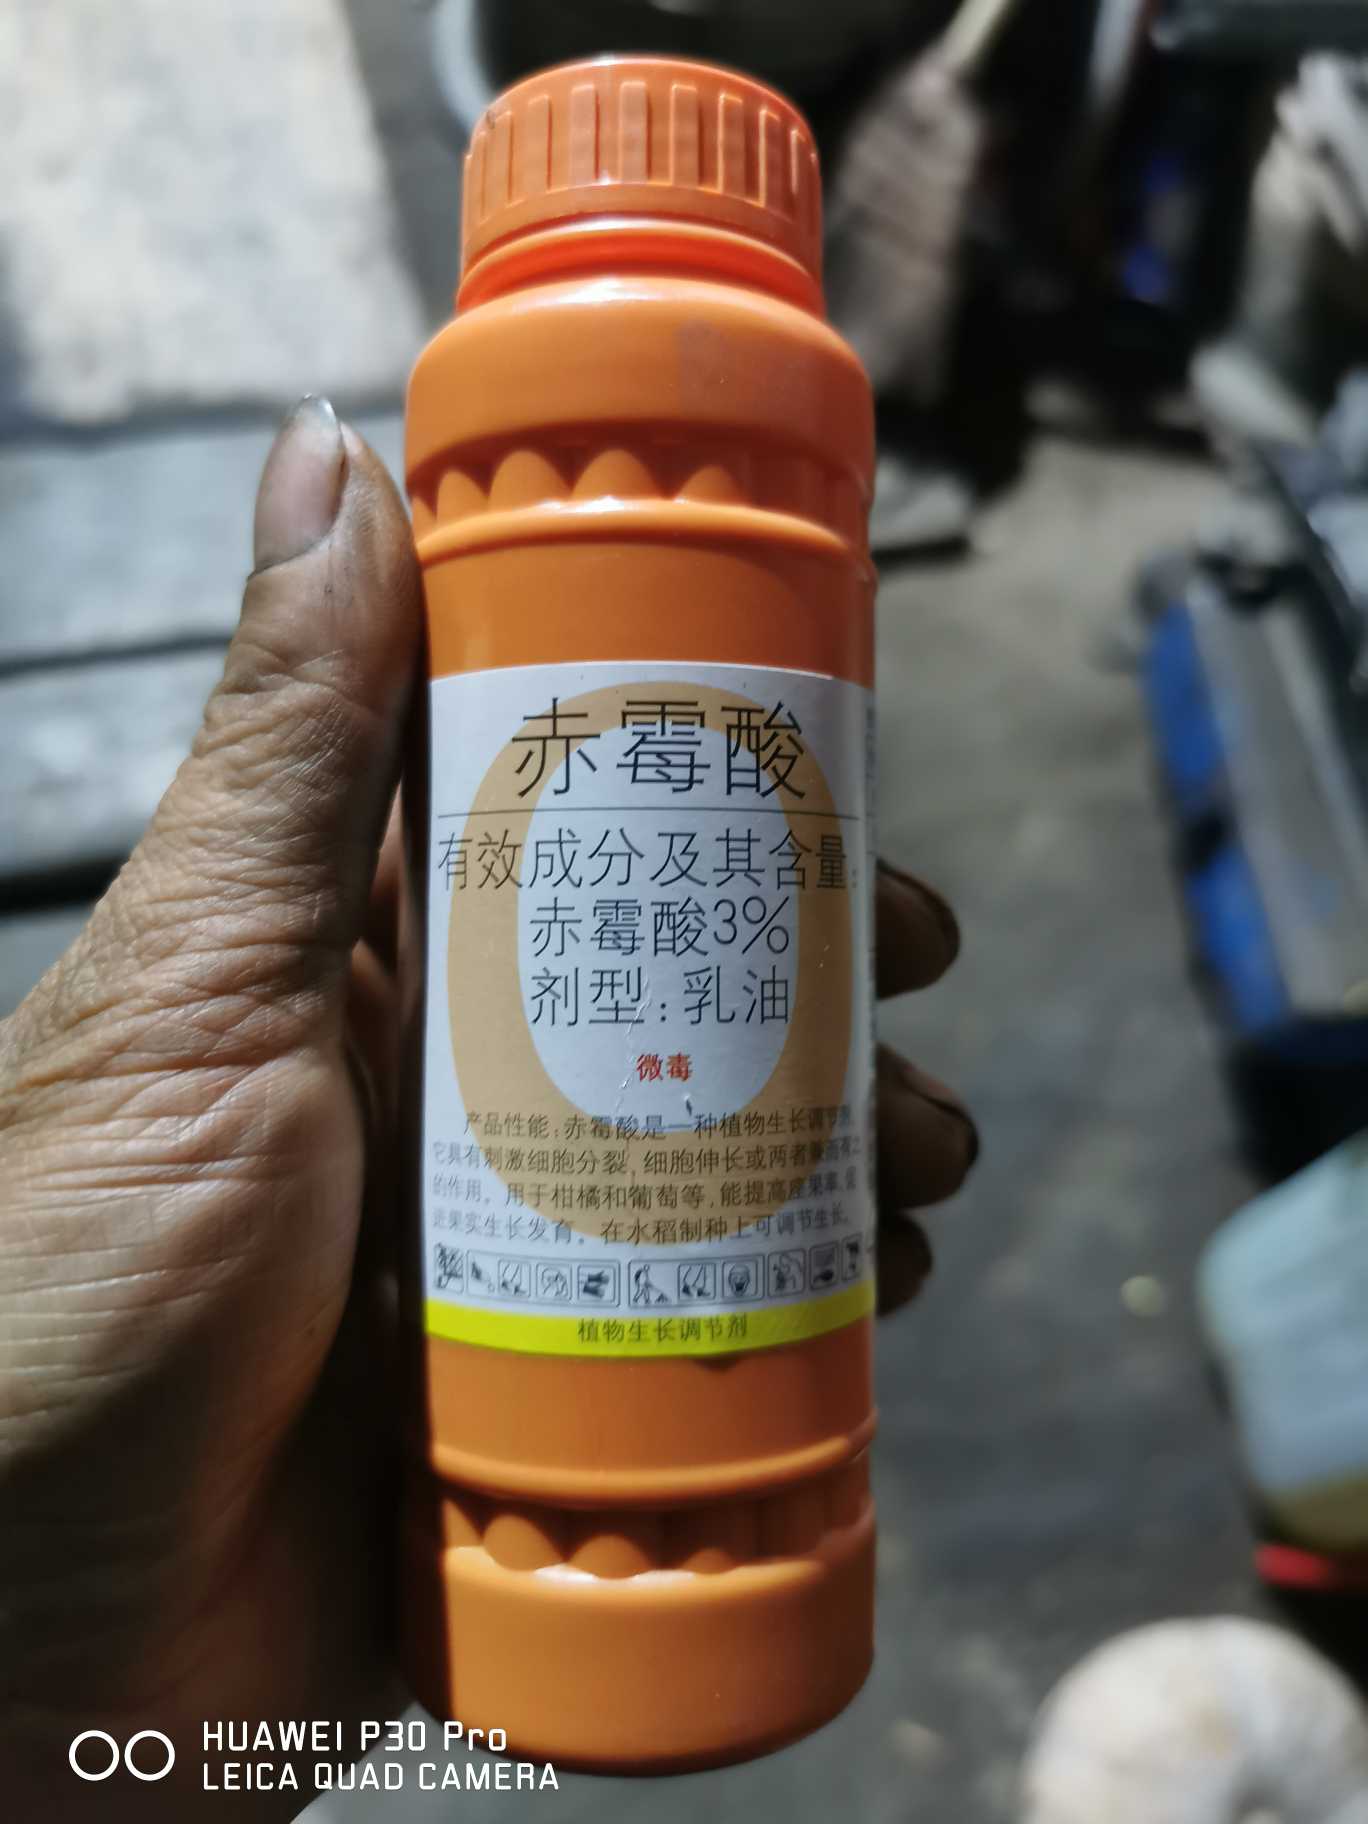 赤霉酸
有效成分及其含量:
赤霉酸3%
剂型:乳油
微毒
产品性能:赤霉酸是一种植物生长调节剂,
它具有刺激细胞分裂,细胞伸长或两者兼而有之
的作用。用于柑橘和葡萄等,能提高座果率,促
进果实生长发育。在水稻制种上可调节生长。
植物生长调节剂
HUAWEI P30 Pro
LEICA QUAD CAMERA